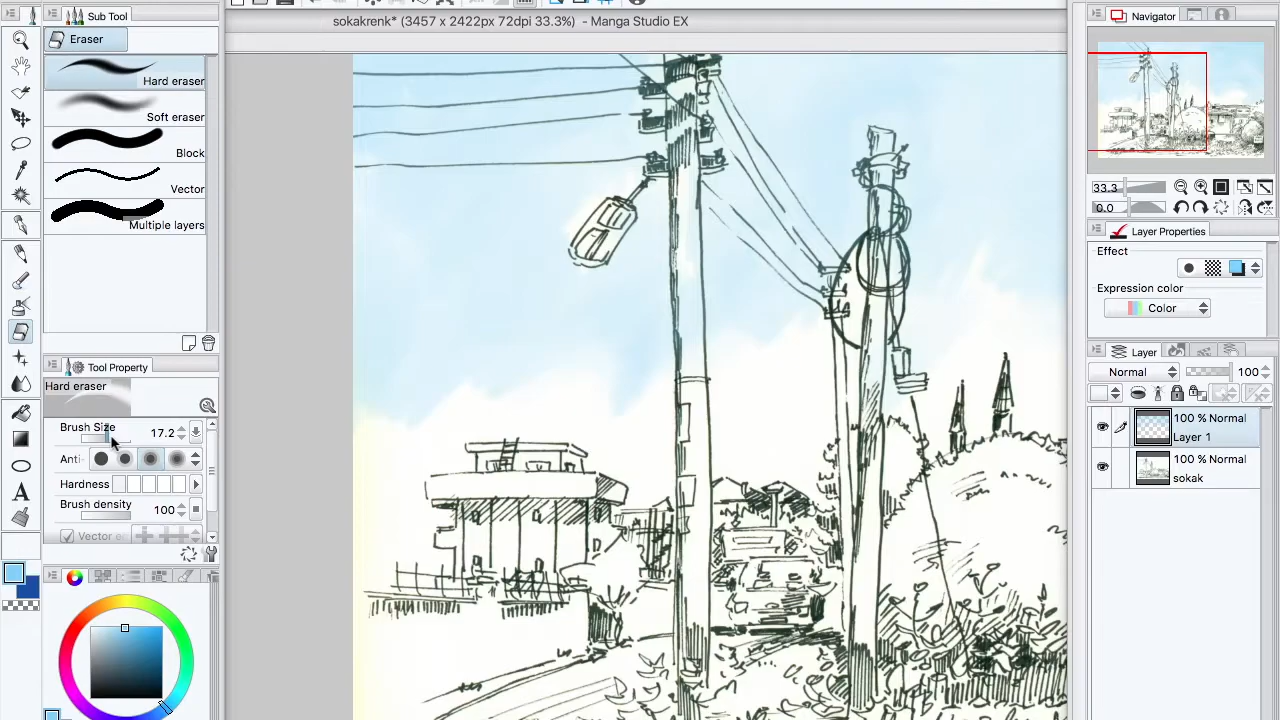 sokakrenk* (3457 x 2422px 72dpi 33.3%) - Manga Studio EX
Sub Tool
Eraser
Hard eraser
Soft eraser
Block
Vector
Multiple layers
Tool Property
Hard eraser
Brush Size
17.2
Anti-
Hardness
Brush density
100
Vector e
Navigator
33.3
0.0
Layer Properties
Effect
Expression color
Color
Layer
Normal
100
100 % Normal
Layer 1
100 % Normal
sokak